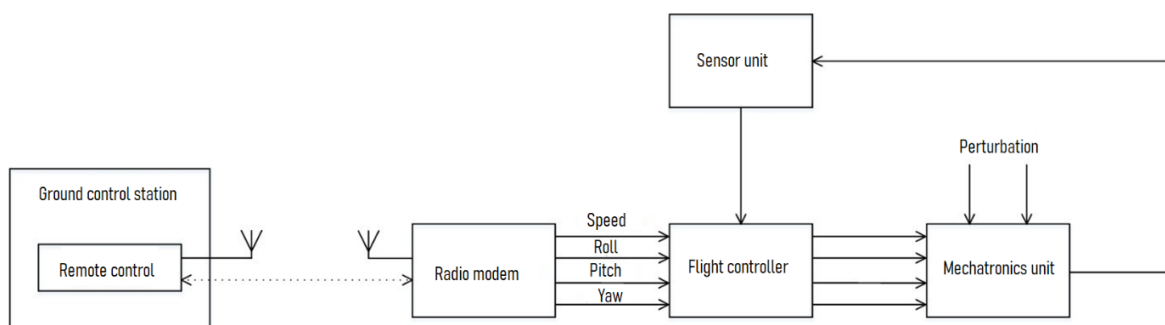 Sensor unit
Perturbation
Ground control station
Remote control
Radio modem
Speed
Roll
Pitch
Yaw
Flight controller
Mechatronics unit